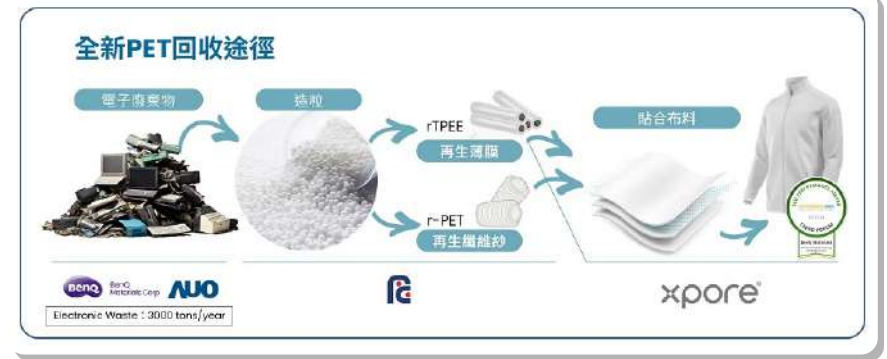 全新PET回收途徑
電子廢棄物
造粒
rTPEE
再生薄膜
r-PET
再生纖維紗
貼合布料
BenQ
BenQ
Materials Corp
AUO
Electronic Waste：3000 tons/year
xpore